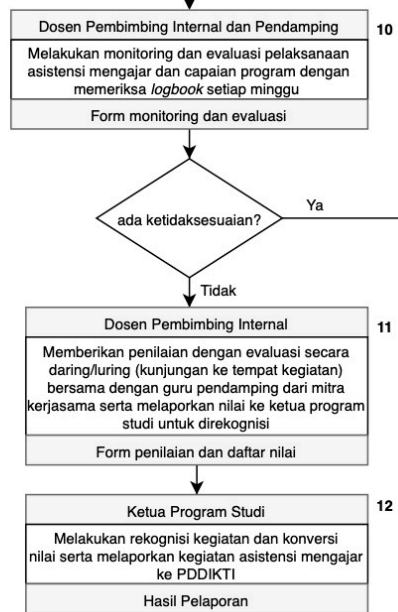 Dosen Pembimbing Internal dan Pendamping
10
Melakukan monitoring dan evaluasi pelaksanaan
asistensi mengajar dan capaian program dengan
memeriksa logbook setiap minggu
Form monitoring dan evaluasi
ada ketidaksesuaian?
Ya
Tidak
Dosen Pembimbing Internal
11
Memberikan penilaian dengan evaluasi secara
daring/luring (kunjungan ke tempat kegiatan)
bersama dengan guru pendamping dari mitra
kerjasama serta melaporkan nilai ke ketua program
studi untuk direkognisi
Form penilaian dan daftar nilai
Ketua Program Studi
12
Melakukan rekognisi kegiatan dan konversi
nilai serta melaporkan kegiatan asistensi mengajar
ke PDDIKTI
Hasil Pelaporan